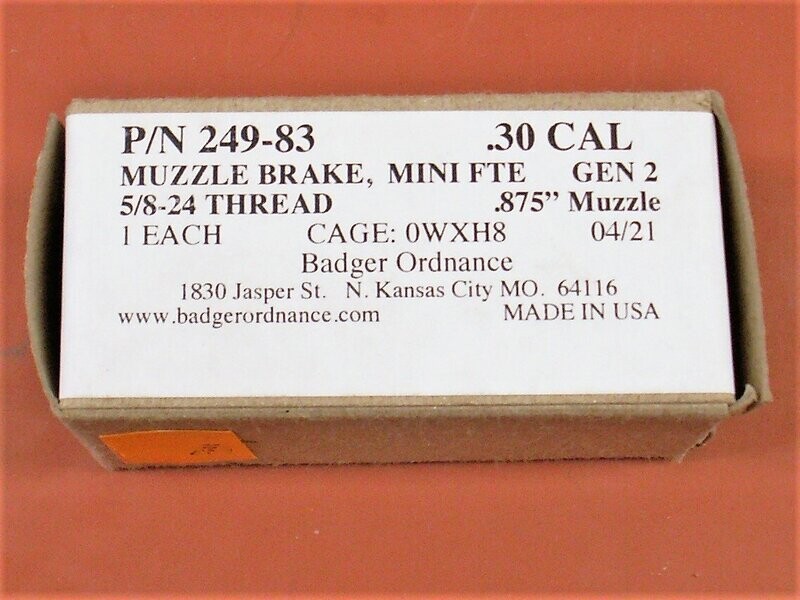 P/N 249-83 .30 CAL
MUZZLE BRAKE, MINI FTE GEN 2
5/8-24 THREAD .875” Muzzle
1 EACH CAGE: 0WXH8 04/21
Badger Ordnance
1830 Jasper St. N. Kansas City MO. 64116
www.badgerordnance.com MADE IN USA